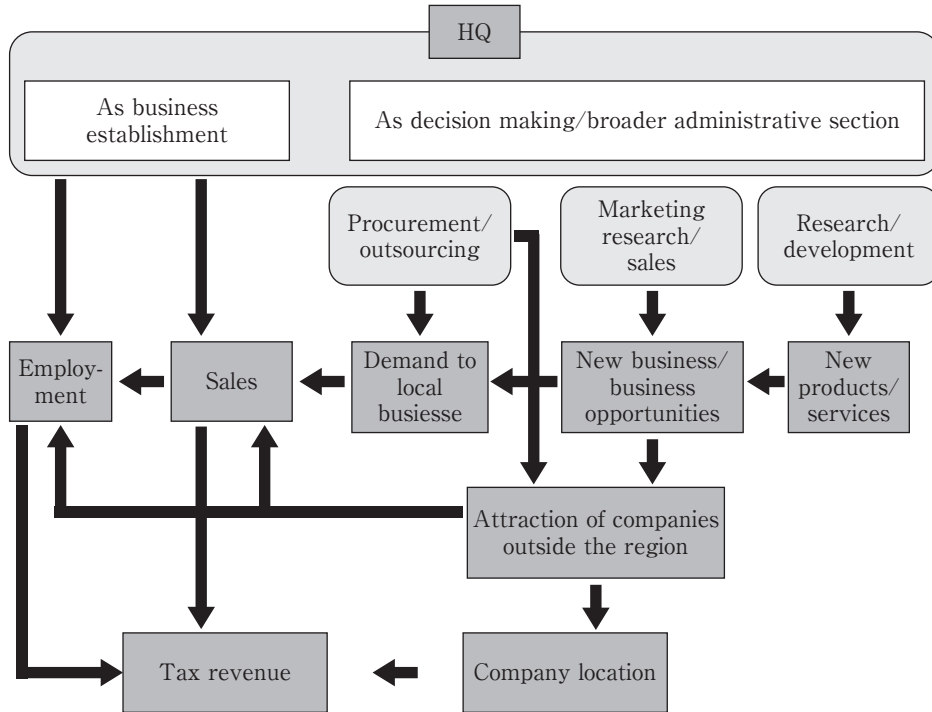 HQ
As business
establishment
As decision making/broader administrative section
Procurement/
outsourcing
Marketing
research/
sales
Research/
development
Employ-
ment
Sales
Demand to
local busiesse
New business/
business
opportunities
New
products/
services
Attraction of companies
outside the region
Tax revenue
Company location